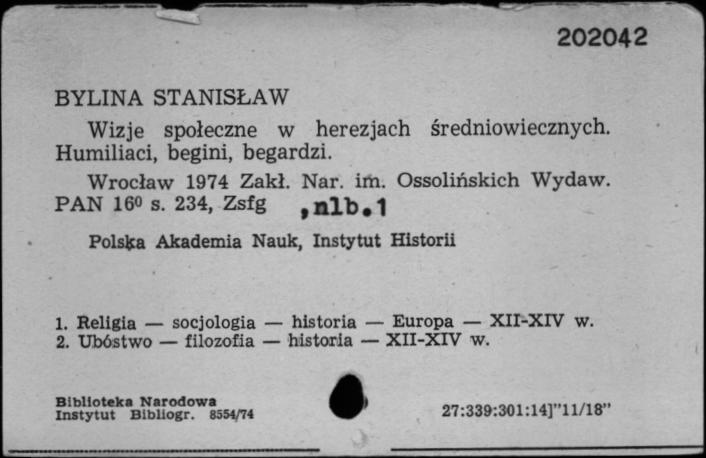 202042
BYLINA STANISŁAW
Wizje społeczne w herezjach średniowiecznych.
Humiliaci, begini, begardzi.
Wrocław 1974 Zakł. Nar. im. Ossolińskich Wydaw.
PAN 16⁰ s. 234, Zsfg , nlb. 1
Polska Akademia Nauk, Instytut Historii
1. Religia — socjologia — historia — Europa — XII-XIV w.
2. Ubóstwo — filozofia — historia — XII-XIV w.
Biblioteka Narodowa
Instytut Bibliogr. 8554/74
27:339:301:14]"11/18"